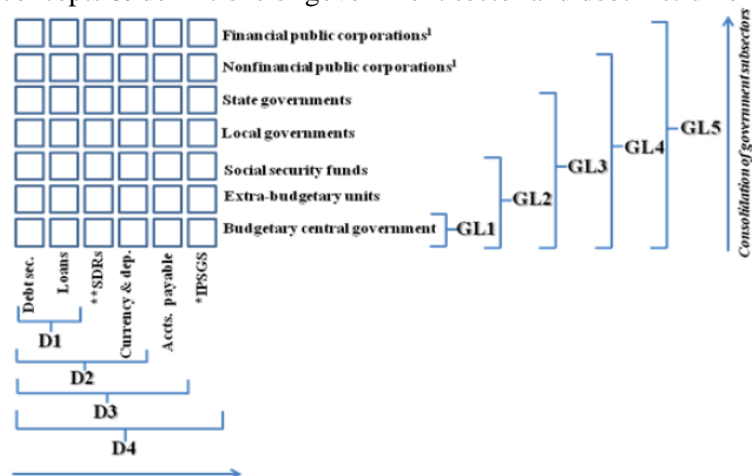 Financial public corporations¹
Nonfinancial public corporations¹
State governments
Local governments
Social security funds
Extra-budgetary units
Budgetary central government
GL1
GL2
GL3
GL4
GL5
Consolidation of government subsectors
Debt sec.
Loans
**SDRs
Currency & dep.
Accts. payable
*IPSGS
D1
D2
D3
D4